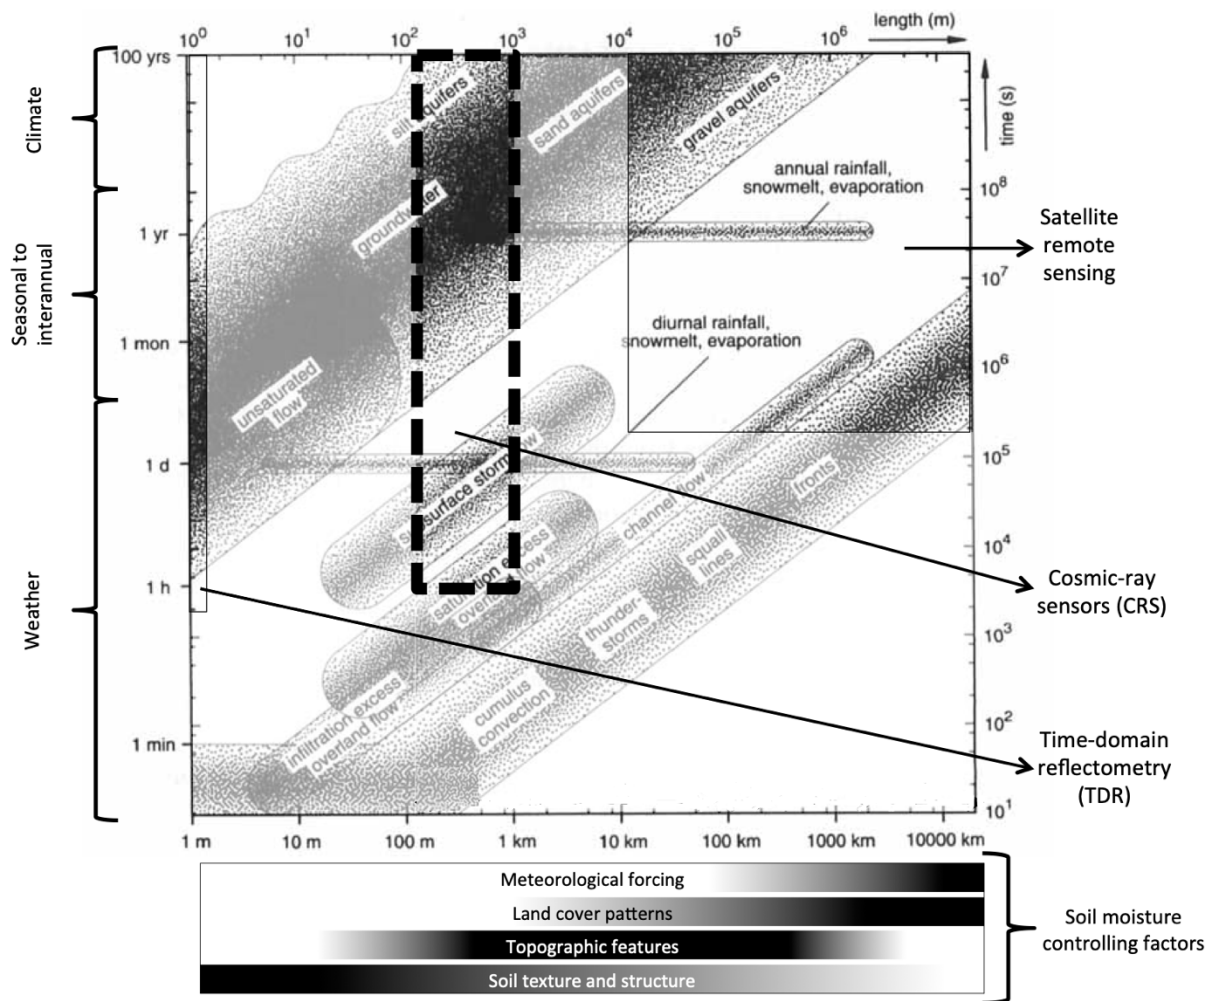 length (m)
10⁰ 10¹ 10² 10³ 10⁴ 10⁵ 10⁶
100 yrs
Climate
silt aquifers
sand aquifers
gravel aquifers
time (s)
annual rainfall,
snowmelt, evaporation
10⁸
groundwater
1 yr
Satellite
remote
sensing
Seasonal to
interannual
10⁷
diurnal rainfall,
snowmelt, evaporation
1 mon
10⁶
unsaturated
flow
1 d
10⁵
channel flow
fronts
squall
lines
10⁴
overland flow
1 h
Cosmic-ray
sensors (CRS)
Weather
thunder-
storms
10³
cumulus
convection
infiltration excess
overland flow
10²
1 min
Time-domain
reflectometry
(TDR)
10¹
1 m 10 m 100 m 1 km 10 km 100 km 1000 km 10000 km
Meteorological forcing
Land cover patterns
Topographic features
Soil texture and structure
Soil moisture
controlling factors